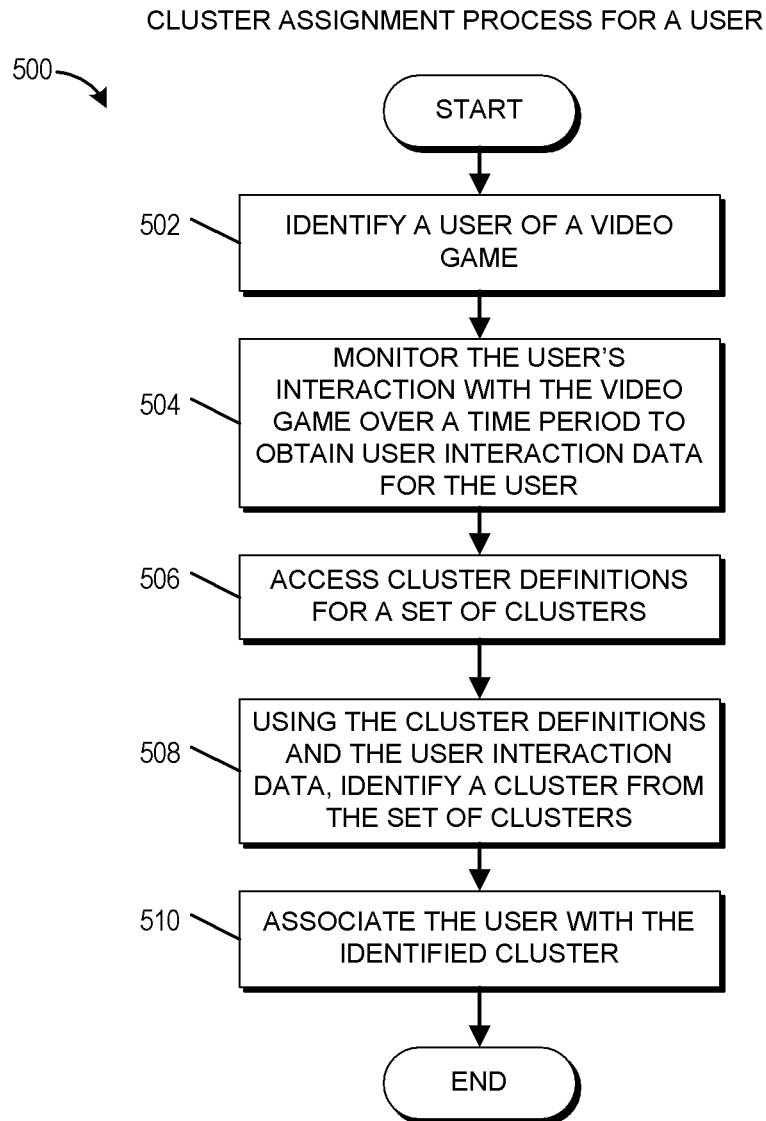 CLUSTER ASSIGNMENT PROCESS FOR A USER
500
START
502
IDENTIFY A USER OF A VIDEO
GAME
504
MONITOR THE USER’S
INTERACTION WITH THE VIDEO
GAME OVER A TIME PERIOD TO
OBTAIN USER INTERACTION DATA
FOR THE USER
506
ACCESS CLUSTER DEFINITIONS
FOR A SET OF CLUSTERS
508
USING THE CLUSTER DEFINITIONS
AND THE USER INTERACTION
DATA, IDENTIFY A CLUSTER FROM
THE SET OF CLUSTERS
510
ASSOCIATE THE USER WITH THE
IDENTIFIED CLUSTER
END